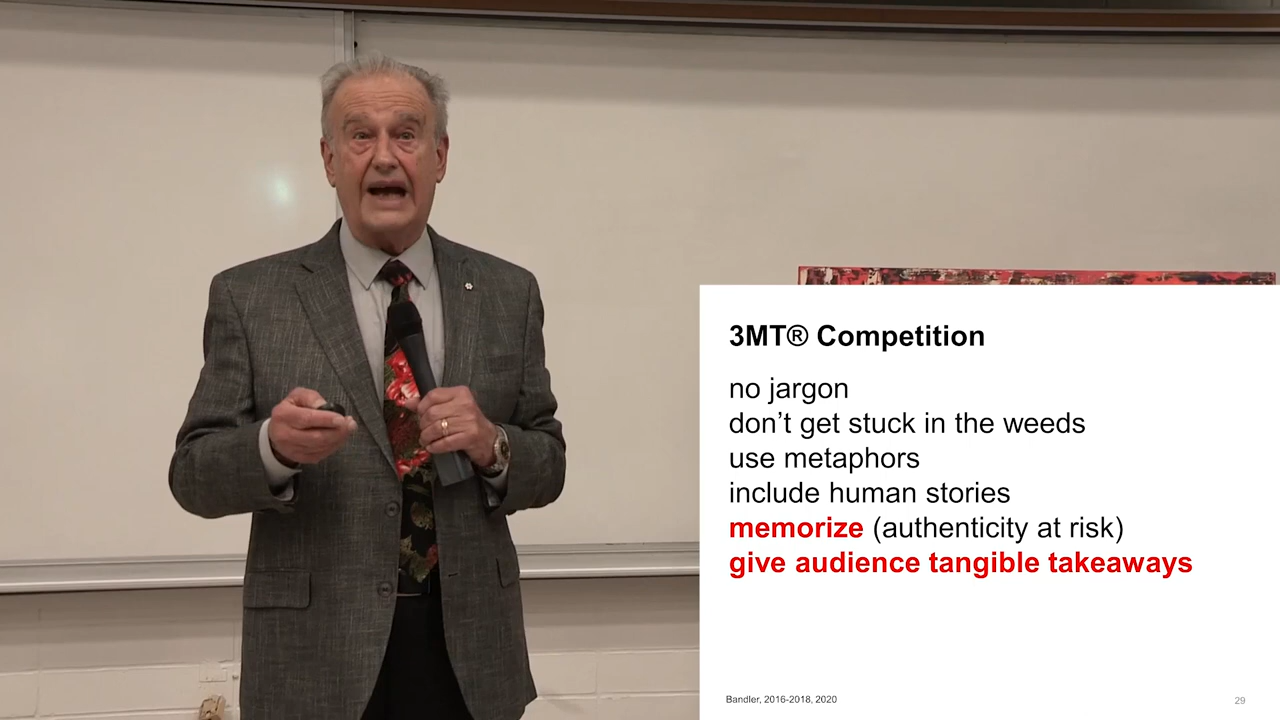 3MT® Competition
no jargon
don’t get stuck in the weeds
use metaphors
include human stories
memorize (authenticity at risk)
give audience tangible takeaways
Bandler, 2016-2018, 2020
29